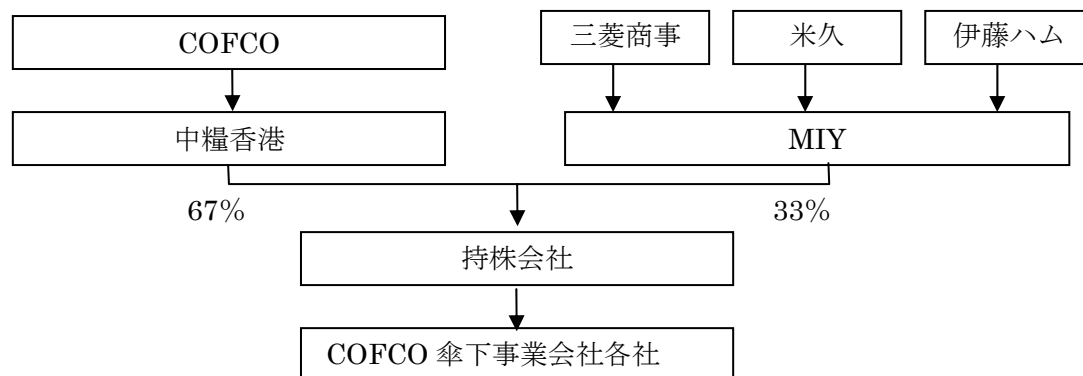 COFCO
三菱商事
米久
伊藤ハム
中糧香港
MIY
67%
33%
持株会社
COFCO 傘下事業会社各社